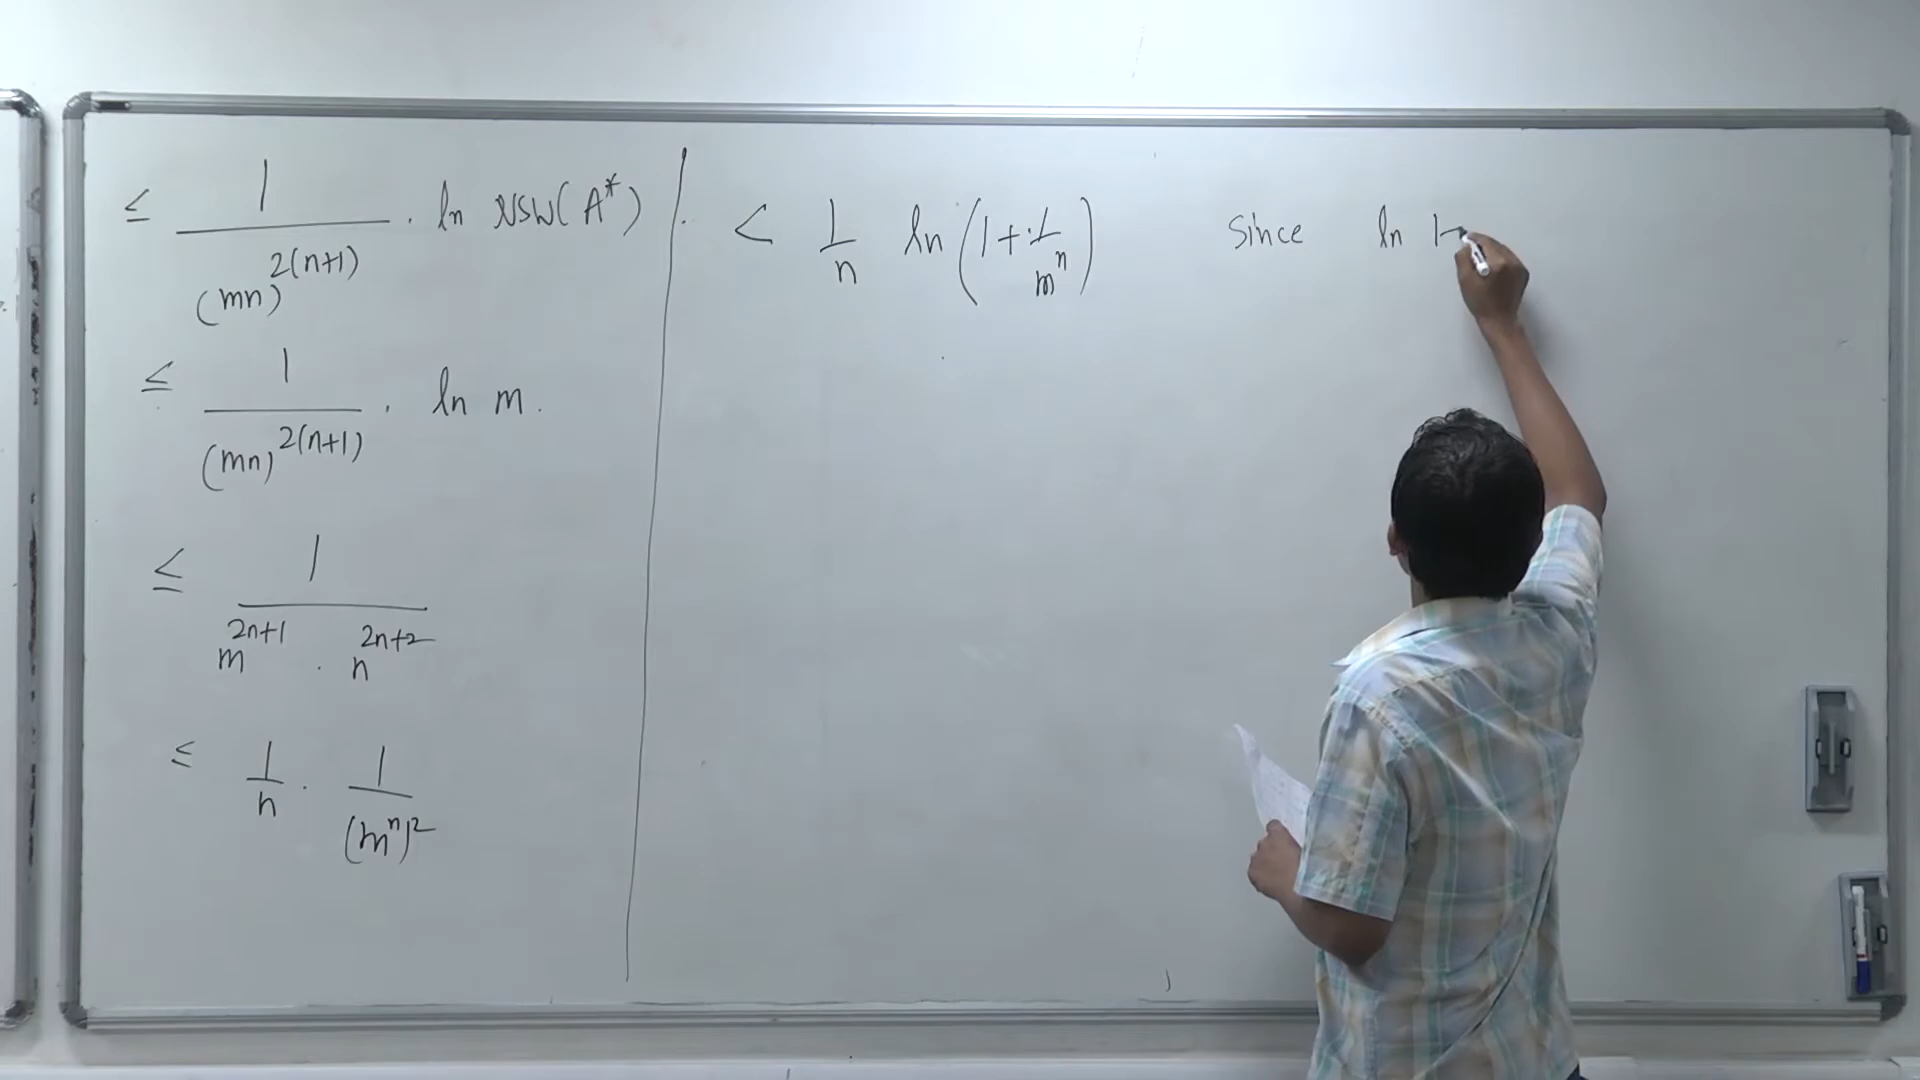 ≤ 1/(mn)^{2(n+1)} · ln NSW(A*) .
≤ 1/(mn)^{2(n+1)} · ln m .
≤ 1/(m^{2n+1} · n^{2n+2})
≤ 1/n · 1/(m^n)^2
< 1/n ln(1+1/m^n) Since ln 1+